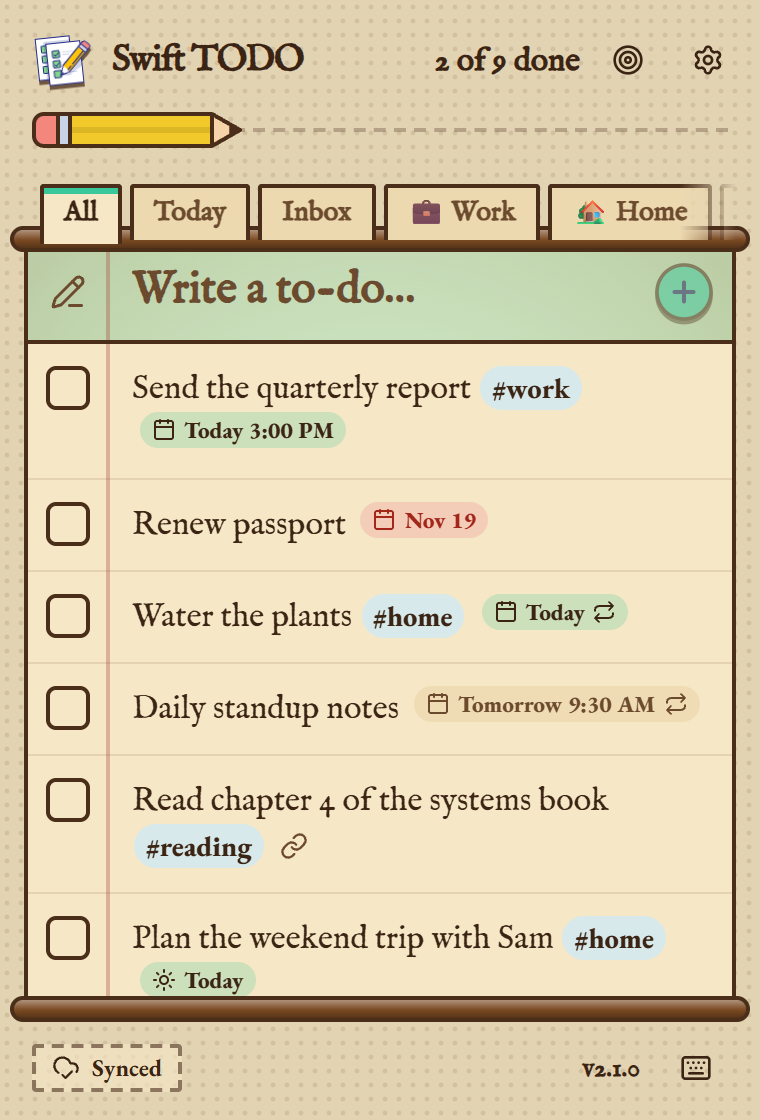 Swift TODO
2 of 9 done
All
Today
Inbox
Work
Home
Write a to-do...
Send the quarterly report #work
Today 3:00 PM
Renew passport Nov 19
Water the plants #home Today
Daily standup notes Tomorrow 9:30 AM
Read chapter 4 of the systems book
#reading
Plan the weekend trip with Sam #home
Today
Synced
v2.1.0